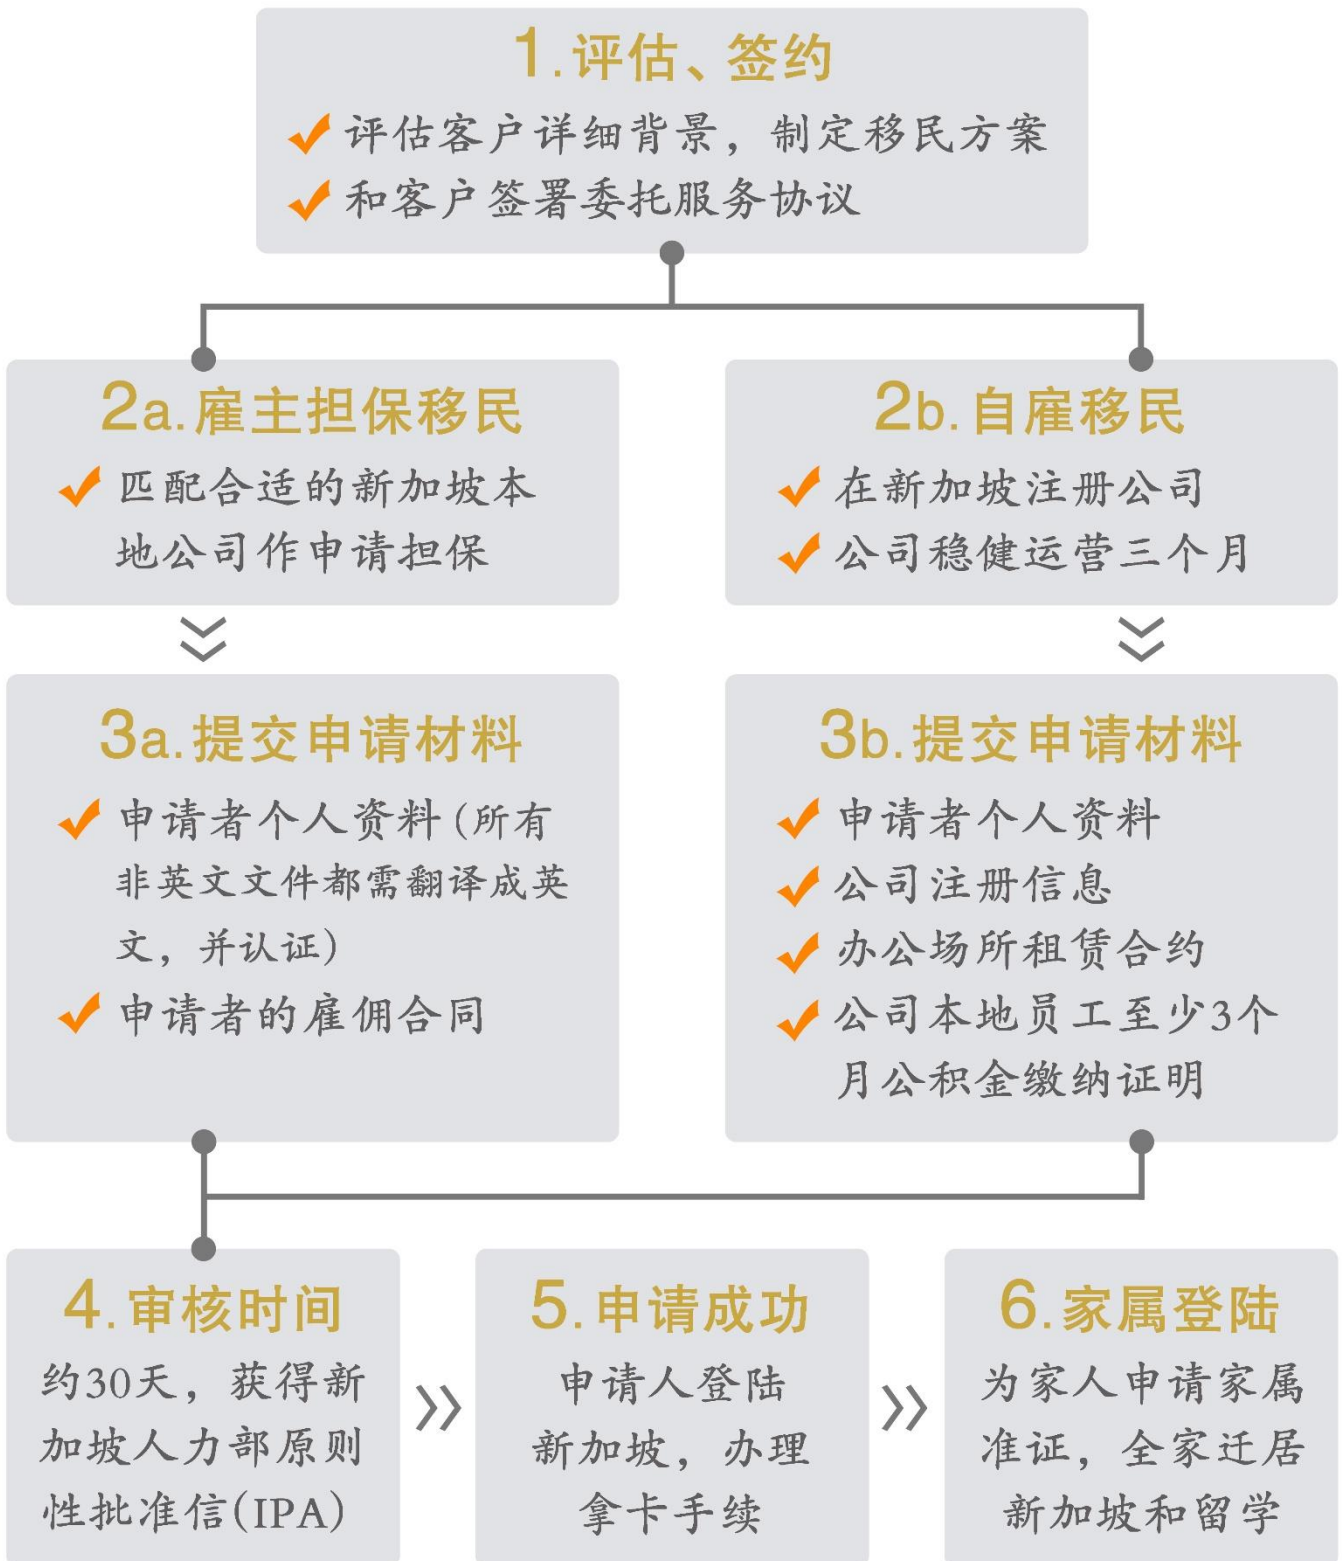 1.评估、签约
评估客户详细背景，制定移民方案
和客户签署委托服务协议
2a.雇主担保移民
匹配合适的新加坡本
地公司作申请担保
2b.自雇移民
在新加坡注册公司
公司稳健运营三个月
3a.提交申请材料
申请者个人资料(所有
非英文文件都需翻译成英
文，并认证)
申请者的雇佣合同
3b.提交申请材料
申请者个人资料
公司注册信息
办公场所租赁合约
公司本地员工至少3个
月公积金缴纳证明
4.审核时间
约30天，获得新
加坡人力部原则
性批准信(IPA)
5.申请成功
申请人登陆
新加坡，办理
拿卡手续
6.家属登陆
为家人申请家属
准证，全家迁居
新加坡和留学